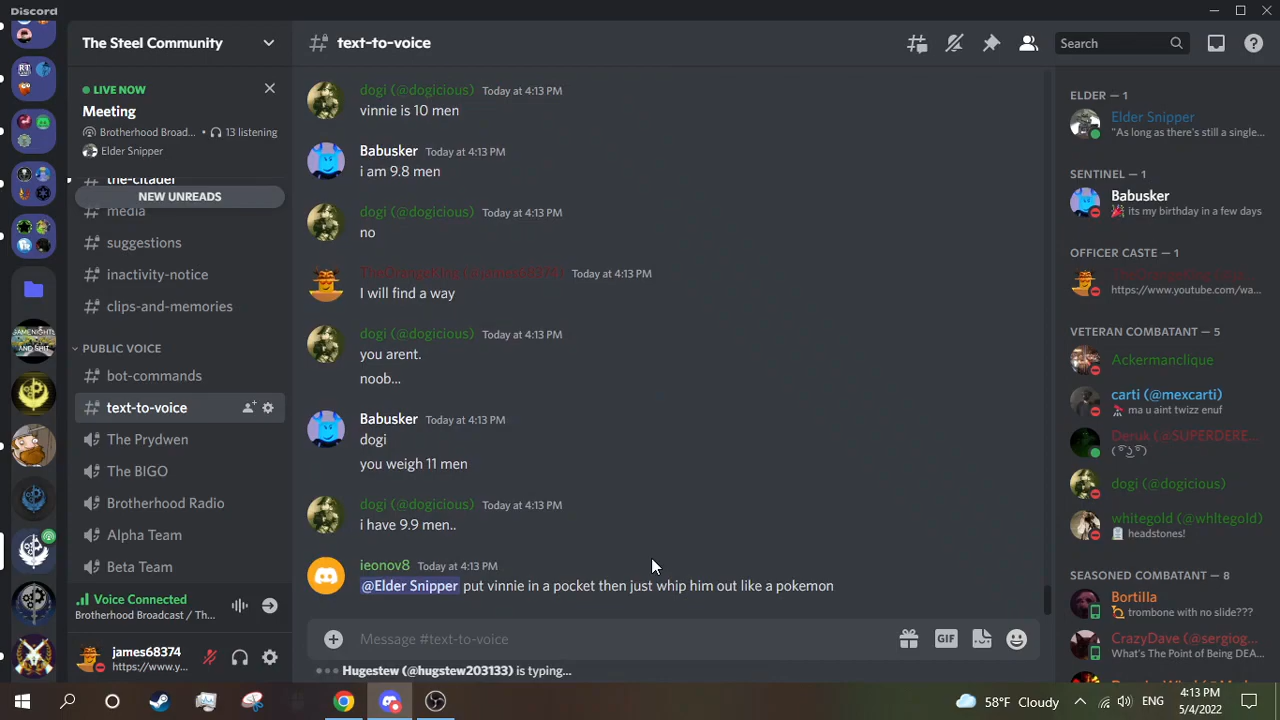 Discord
The Steel Community
text-to-voice
Search
LIVE NOW
Meeting
Brotherhood Broad... • 13 listening
Elder Snipper
the-citadel
NEW UNREADS
media
suggestions
inactivity-notice
clips-and-memories
PUBLIC VOICE
bot-commands
text-to-voice
The Prydwen
The BIGO
Brotherhood Radio
Alpha Team
Beta Team
Voice Connected
Brotherhood Broadcast / Th...
james68374
https://www.y...
dogi (@dogicious) Today at 4:13 PM
vinnie is 10 men
Babusker Today at 4:13 PM
i am 9.8 men
dogi (@dogicious) Today at 4:13 PM
no
TheOrangeKing (@james68374) Today at 4:13 PM
I will find a way
dogi (@dogicious) Today at 4:13 PM
you arent.
noob...
Babusker Today at 4:13 PM
dogi
you weigh 11 men
dogi (@dogicious) Today at 4:13 PM
i have 9.9 men..
ieonov8 Today at 4:13 PM
@Elder Snipper put vinnie in a pocket then just whip him out like a pokemon
Message #text-to-voice
GIF
Hugestew (@hugstew203133) is typing...
ELDER — 1
Elder Snipper
"As long as there's still a single...
SENTINEL — 1
Babusker
its my birthday in a few days
OFFICER CASTE — 1
https://www.youtube.com/wa...
VETERAN COMBATANT — 5
Ackermanclique
carti (@mexcarti)
ma u aint twizz enuf
Deruk (@SUPERDERE...
( ͡° ͜ʖ ͡°)
dogi (@dogicious)
whitegold (@whltegold)
headstones!
SEASONED COMBATANT — 8
Bortilla
trombone with no slide???
CrazyDave (@sergiog...
What's The Point of Being DEA...
GAMENIGHTS
58°F Cloudy
ENG
4:13 PM
5/4/2022